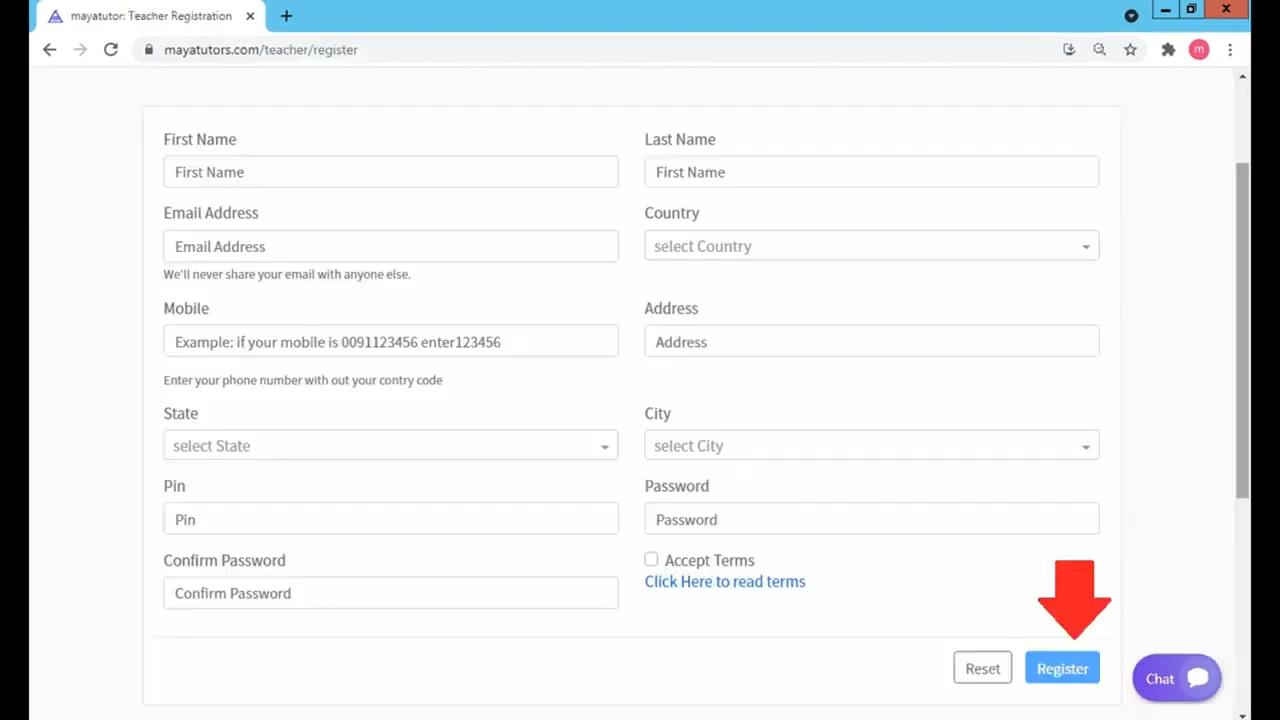 mayatutor: Teacher Registration
mayatutors.com/teacher/register
m
First Name
Last Name
First Name
First Name
Email Address
Country
Email Address
select Country
We'll never share your email with anyone else.
Mobile
Address
Example: if your mobile is 0091123456 enter123456
Address
Enter your phone number with out your contry code
State
City
select State
select City
Pin
Password
Pin
Password
Confirm Password
Accept Terms
Click Here to read terms
Confirm Password
Reset
Register
Chat